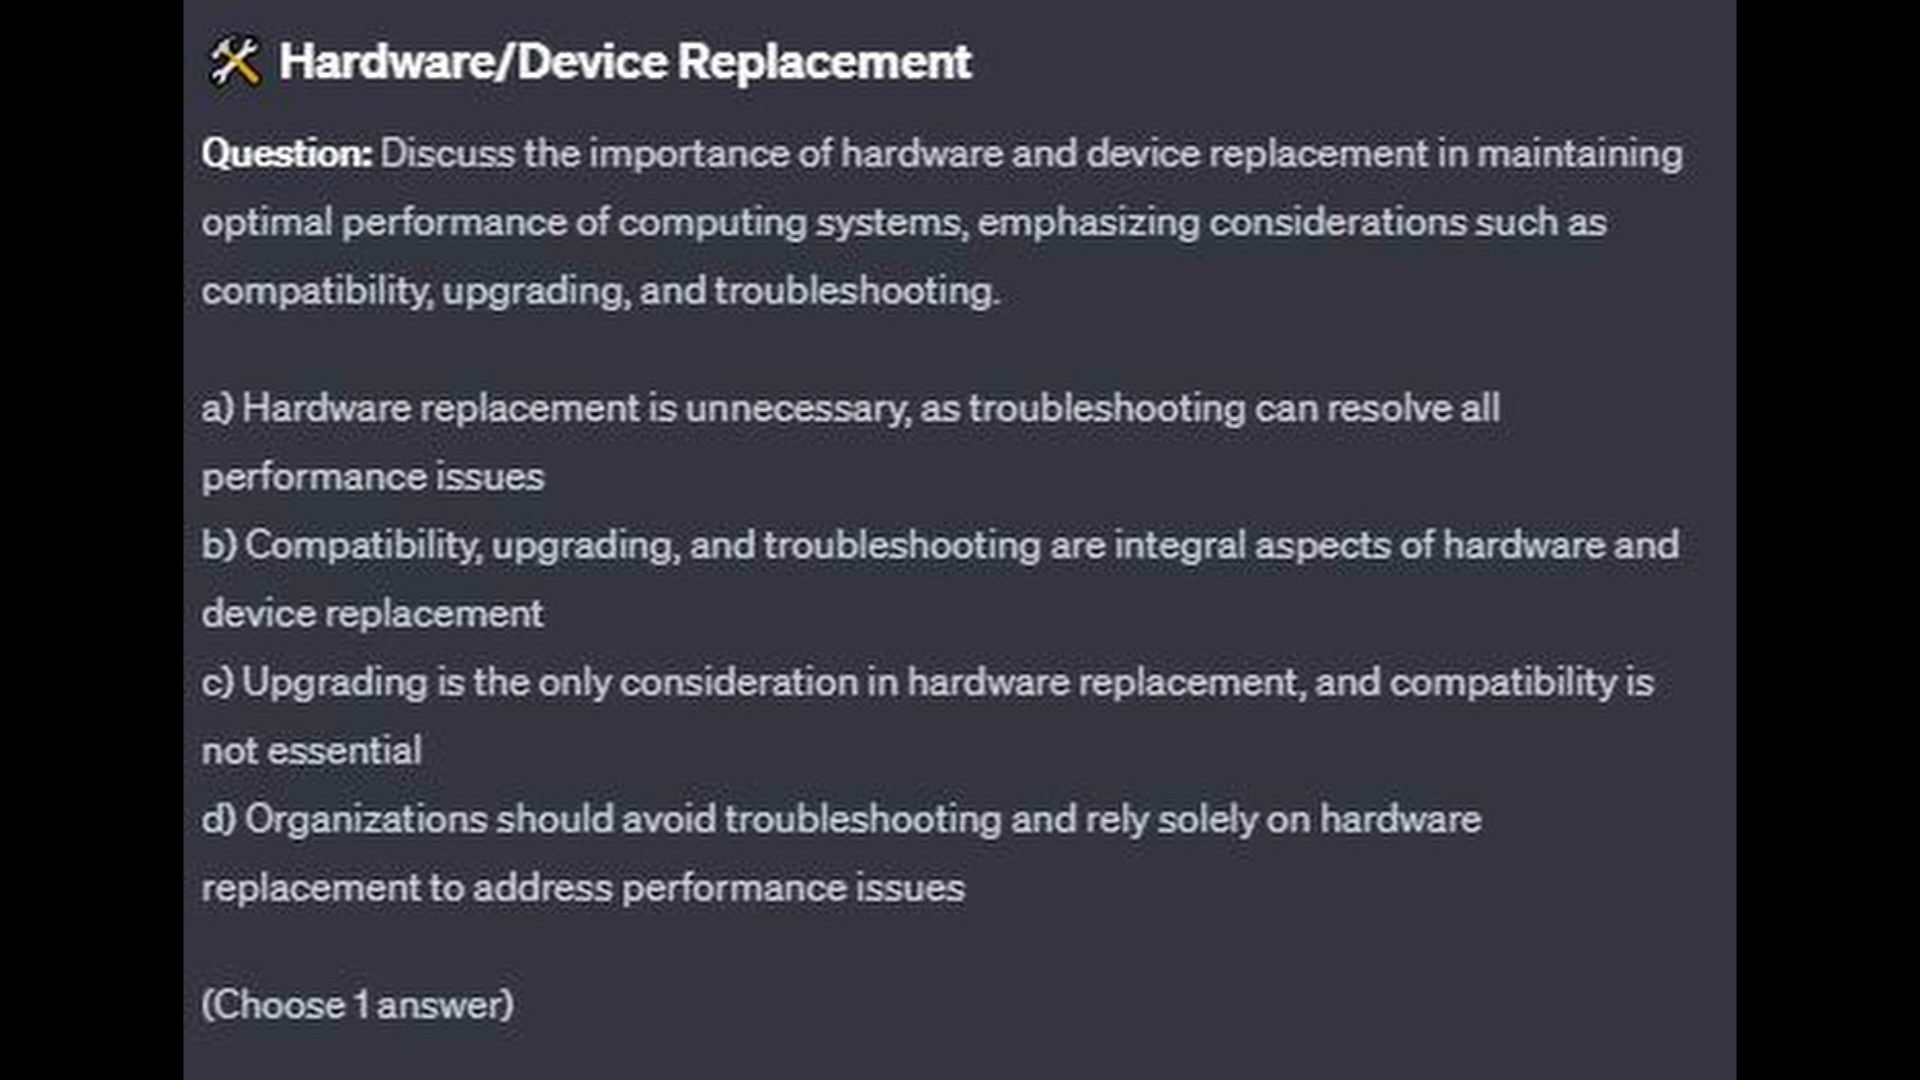 🛠 Hardware/Device Replacement
Question: Discuss the importance of hardware and device replacement in maintaining
optimal performance of computing systems, emphasizing considerations such as
compatibility, upgrading, and troubleshooting.
a) Hardware replacement is unnecessary, as troubleshooting can resolve all
performance issues
b) Compatibility, upgrading, and troubleshooting are integral aspects of hardware and
device replacement
c) Upgrading is the only consideration in hardware replacement, and compatibility is
not essential
d) Organizations should avoid troubleshooting and rely solely on hardware
replacement to address performance issues
(Choose 1 answer)